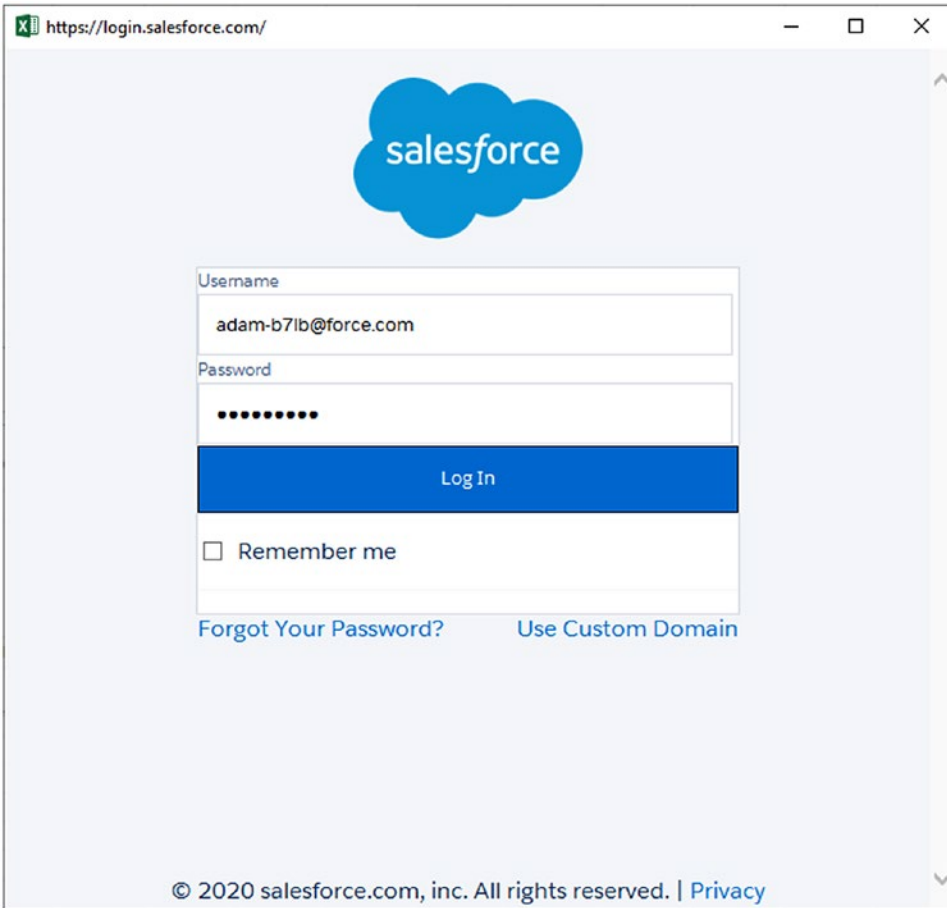 https://login.salesforce.com/
salesforce
Username
adam-b7lb@force.com
Password
Log In
Remember me
Forgot Your Password? Use Custom Domain
© 2020 salesforce.com, inc. All rights reserved. | Privacy